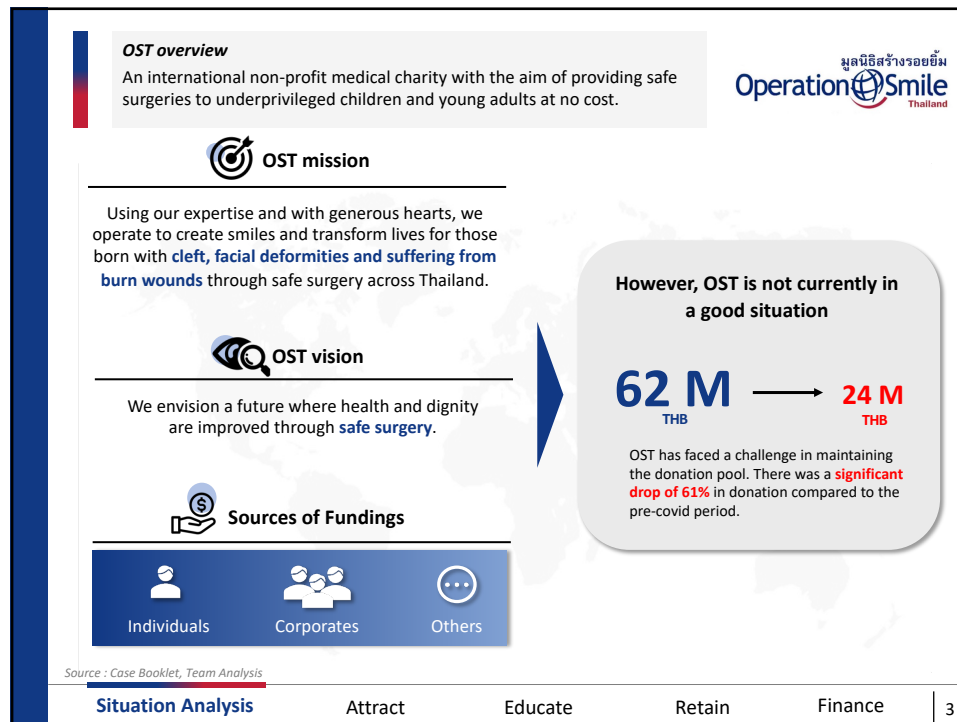 OST overview
An international non-profit medical charity with the aim of providing safe
surgeries to underprivileged children and young adults at no cost.
มูลนิธิสร้างรอยยิ้ม
Operation Smile
Thailand
OST mission
Using our expertise and with generous hearts, we
operate to create smiles and transform lives for those
born with cleft, facial deformities and suffering from
burn wounds through safe surgery across Thailand.
OST vision
We envision a future where health and dignity
are improved through safe surgery.
Sources of Fundings
Individuals
Corporates
Others
However, OST is not currently in
a good situation
62 M
THB
24 M
THB
OST has faced a challenge in maintaining
the donation pool. There was a significant
drop of 61% in donation compared to the
pre-covid period.
Source : Case Booklet, Team Analysis
Situation Analysis
Attract
Educate
Retain
Finance
3